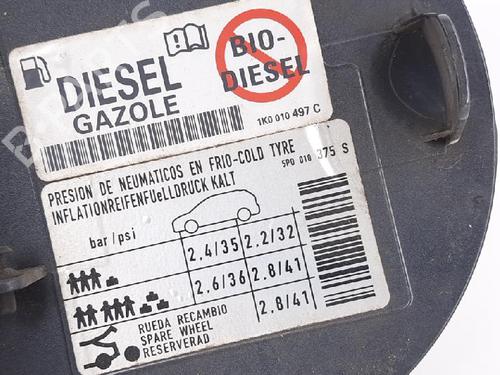 DIESEL
GAZOLE
BIO-
DIESEL
1K0 010 497 C
PRESION DE NEUMATICOS EN FRIO-COLD TYRE
INFLATIONREIFENFUeLLDRUCK KALT
5P0 010 375 S
bar/psi
2.4/35 2.2/32
2.6/36 2.8/41
RUEDA RECAMBIO
SPARE WHEEL
RESERVERAD
2.8/41